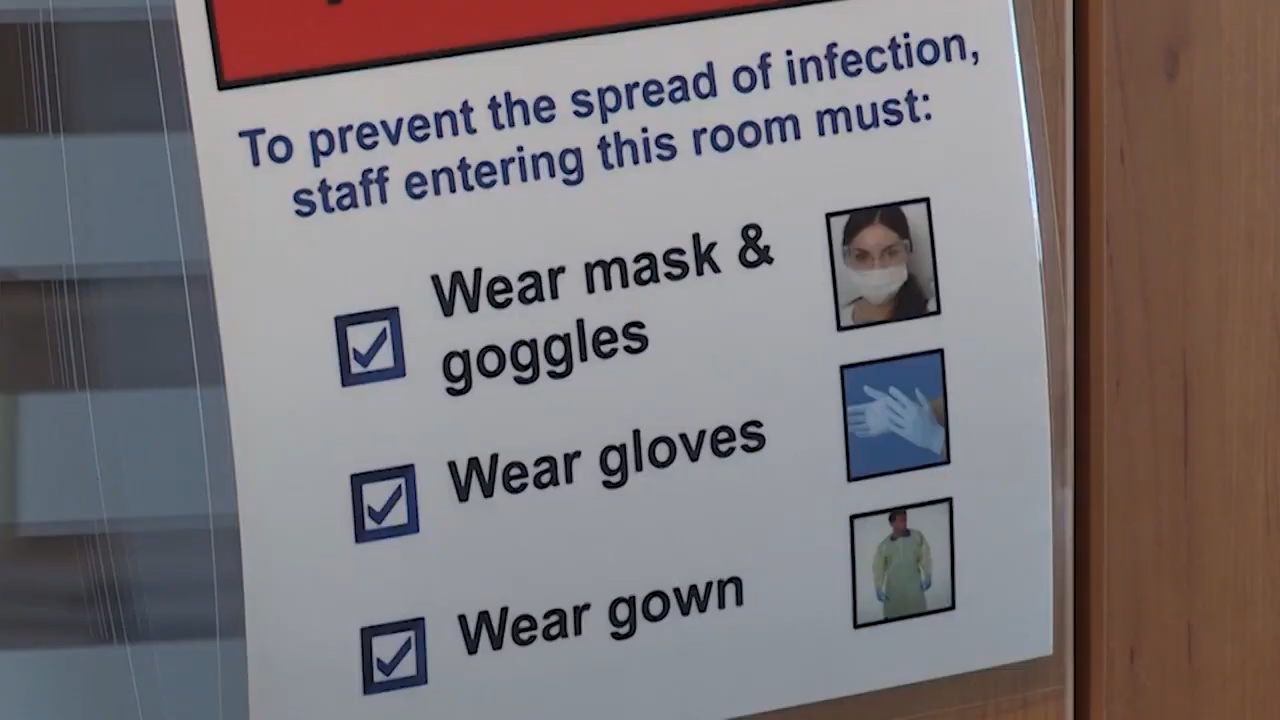 To prevent the spread of infection,
staff entering this room must:
Wear mask &
goggles
Wear gloves
Wear gown